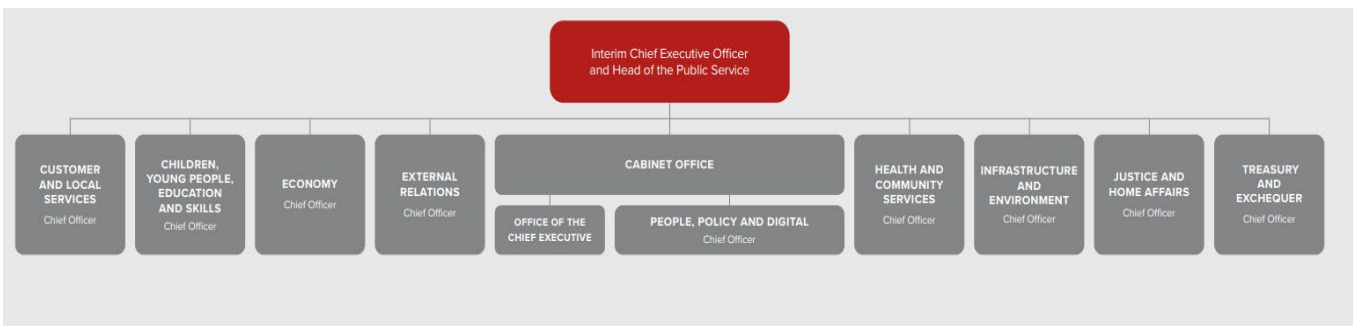 Interim Chief Executive Officer
and Head of the Public Service
CUSTOMER
AND LOCAL
SERVICES
Chief Officer
CHILDREN,
YOUNG PEOPLE,
EDUCATION
AND SKILLS
Chief Officer
ECONOMY
Chief Officer
EXTERNAL
RELATIONS
Chief Officer
CABINET OFFICE
OFFICE OF THE
CHIEF EXECUTIVE
PEOPLE, POLICY AND DIGITAL
Chief Officer
HEALTH AND
COMMUNITY
SERVICES
Chief Officer
INFRASTRUCTURE
AND
ENVIRONMENT
Chief Officer
JUSTICE AND
HOME AFFAIRS
Chief Officer
TREASURY
AND
EXCHEQUER
Chief Officer